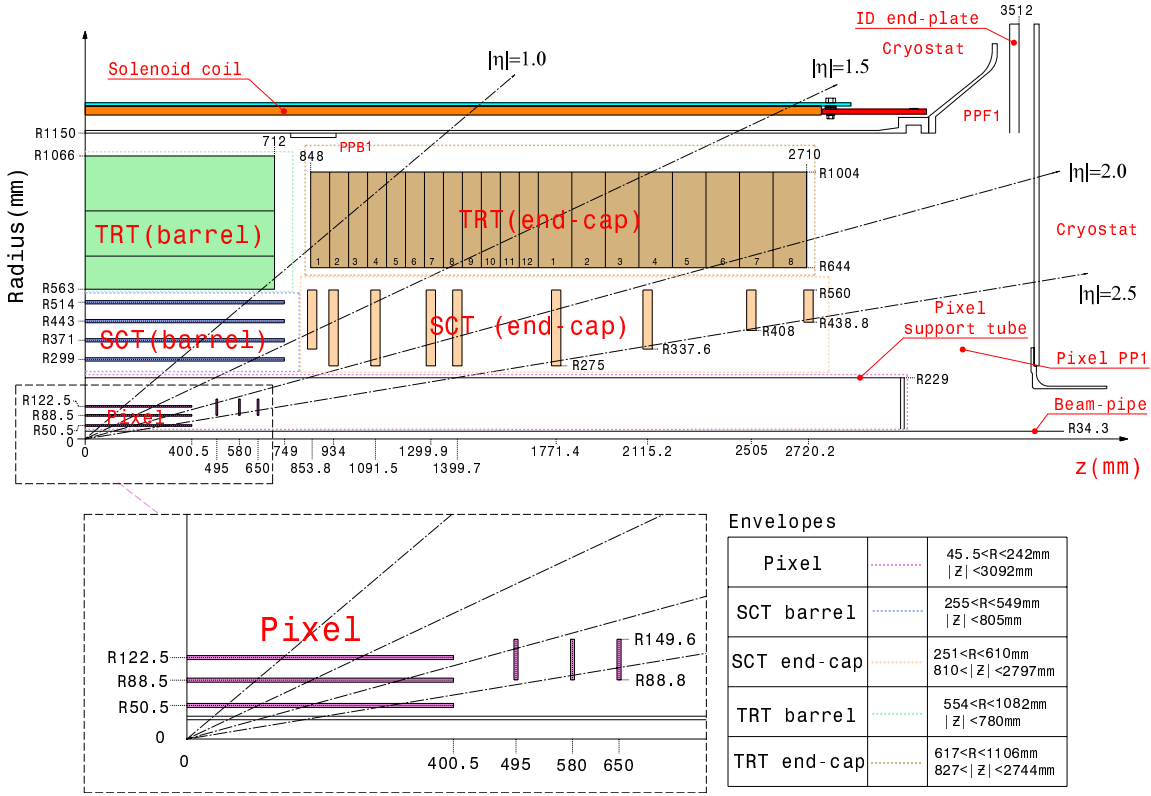 3512
ID end-plate
Cryostat
|η|=1.0
Solenoid coil
|η|=1.5
PPF1
R1150
712
PPB1
R1066
848
2710
R1004
|η|=2.0
Radius(mm)
TRT(barrel)
TRT(end-cap)
Cryostat
1 2 3 4 5 6 7 8 9 10 11 12 1 2 3 4 5 6 7 8
R644
R563
R560
|η|=2.5
R514
R443
R438.8
Pixel
support tube
SCT(barrel)
SCT (end-cap)
R408
R371
R337.6
R299
R275
Pixel PP1
R229
R122.5
R88.5
Pixel
R50.5
Beam-pipe
R34.3
0
0 400.5 580 749 934 1299.9 1771.4 2115.2 2505 2720.2
495 650 853.8 1091.5 1399.7
z(mm)
Pixel
R122.5
R88.5
R50.5
R149.6
R88.8
0
0
400.5 495 580 650
Envelopes
Pixel
45.5<R<242mm
|Z|<3092mm
SCT barrel
255<R<549mm
|Z|<805mm
SCT end-cap
251<R<610mm
810<|Z|<2797mm
TRT barrel
554<R<1082mm
|Z|<780mm
TRT end-cap
617<R<1106mm
827<|Z|<2744mm